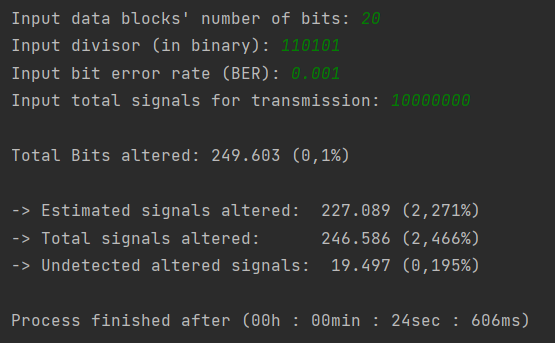 Input data blocks' number of bits: 20
Input divisor (in binary): 110101
Input bit error rate (BER): 0.001
Input total signals for transmission: 10000000
Total Bits altered: 249.603 (0,1%)
-> Estimated signals altered:  227.089 (2,271%)
-> Total signals altered:      246.586 (2,466%)
-> Undetected altered signals:  19.497 (0,195%)
Process finished after (00h : 00min : 24sec : 606ms)